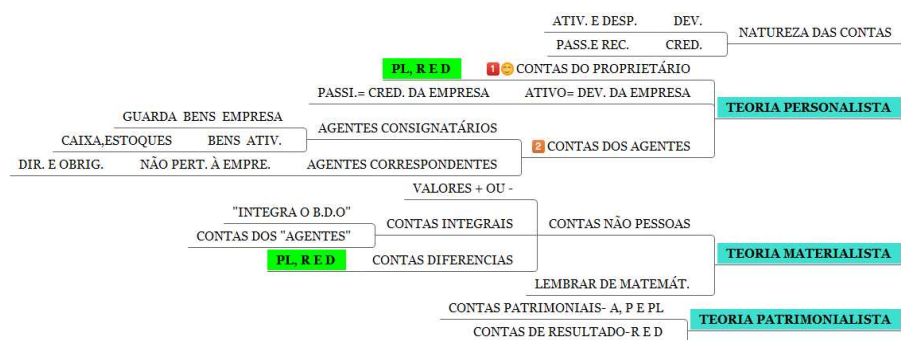 ATIV. E DESP. DEV.
NATUREZA DAS CONTAS
PASS.E REC. CRED.
PL, R E D 1 😊 CONTAS DO PROPRIETÁRIO
PASSI.= CRED. DA EMPRESA ATIVO= DEV. DA EMPRESA
TEORIA PERSONALISTA
GUARDA BENS EMPRESA
AGENTES CONSIGNATÁRIOS
CAIXA,ESTOQUES BENS ATIV.
2 CONTAS DOS AGENTES
DIR. E OBRIG. NÃO PERT. À EMPRE. AGENTES CORRESPONDENTES
VALORES + OU -
"INTEGRA O B.D.O"
CONTAS INTEGRAIS CONTAS NÃO PESSOAS
CONTAS DOS "AGENTES"
TEORIA MATERIALISTA
PL, R E D CONTAS DIFERENCIAS
LEMBRAR DE MATEMÁT.
CONTAS PATRIMONIAIS- A, P E PL
TEORIA PATRIMONIALISTA
CONTAS DE RESULTADO-R E D